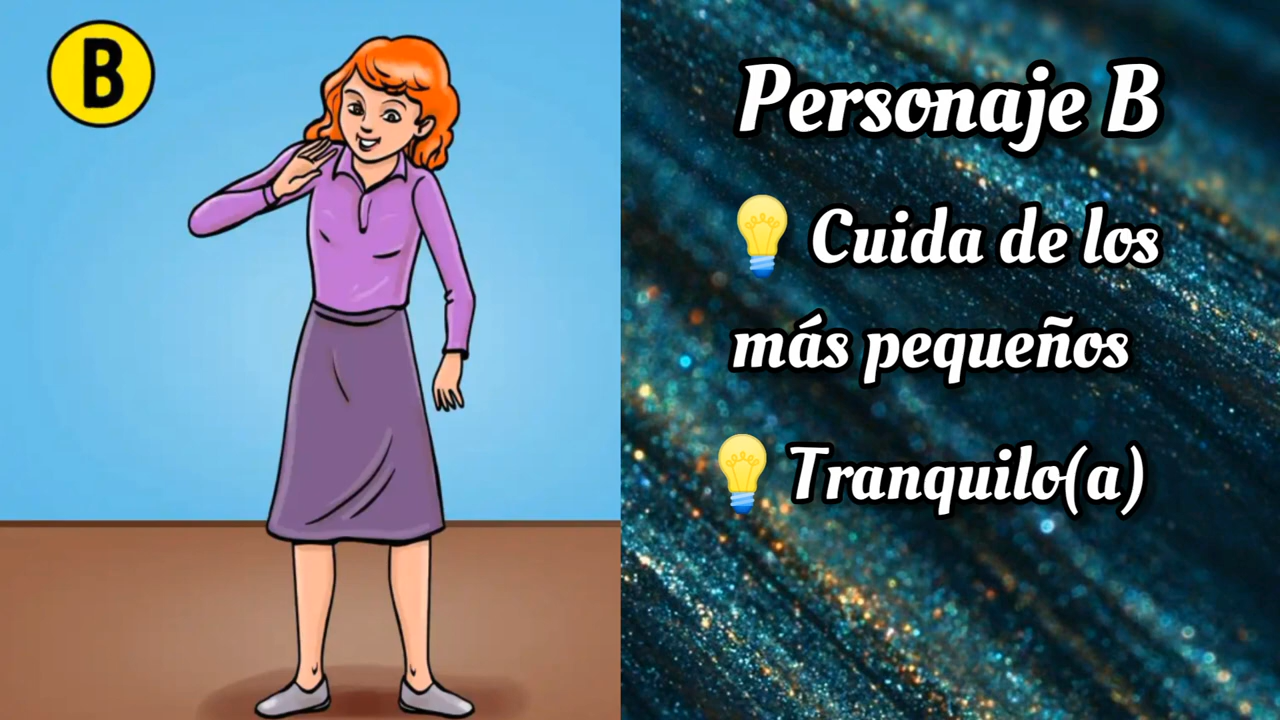 B
Personaje B
💡 Cuida de los
más pequeños
💡 Tranquilo(a)